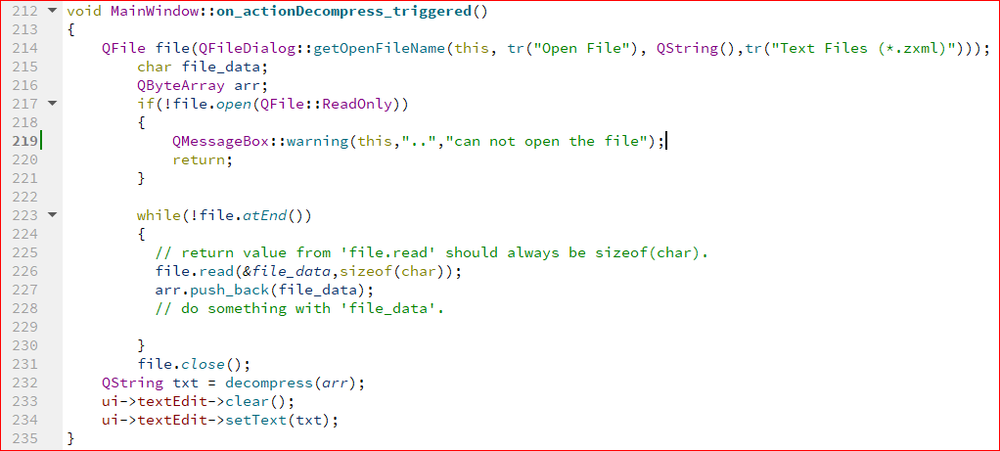 212 void MainWindow::on_actionDecompress_triggered()
213 {
214     QFile file(QFileDialog::getOpenFileName(this, tr("Open File"), QString(),tr("Text Files (*.zxml)")));
215         char file_data;
216         QByteArray arr;
217         if(!file.open(QFile::ReadOnly))
218         {
219             QMessageBox::warning(this,"..","can not open the file");
220             return;
221         }
222
223         while(!file.atEnd())
224         {
225           // return value from 'file.read' should always be sizeof(char).
226           file.read(&file_data,sizeof(char));
227           arr.push_back(file_data);
228           // do something with 'file_data'.
229
230         }
231         file.close();
232     QString txt = decompress(arr);
233     ui->textEdit->clear();
234     ui->textEdit->setText(txt);
235 }